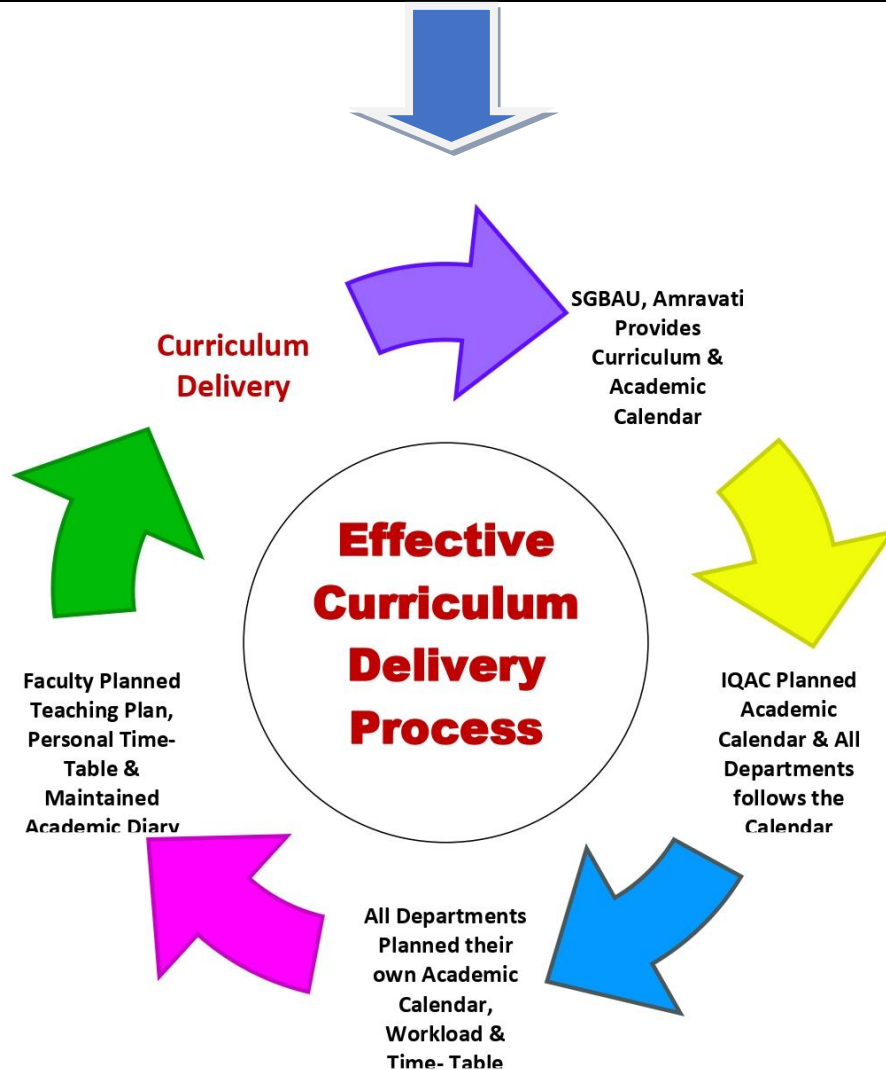 Curriculum
Delivery
SGBAU, Amravati
Provides
Curriculum &
Academic
Calendar
Effective
Curriculum
Delivery
Process
IQAC Planned
Academic
Calendar & All
Departments
follows the
Calendar
All Departments
Planned their
own Academic
Calendar,
Workload &
Time- Table
Faculty Planned
Teaching Plan,
Personal Time-
Table &
Maintained
Academic Diary